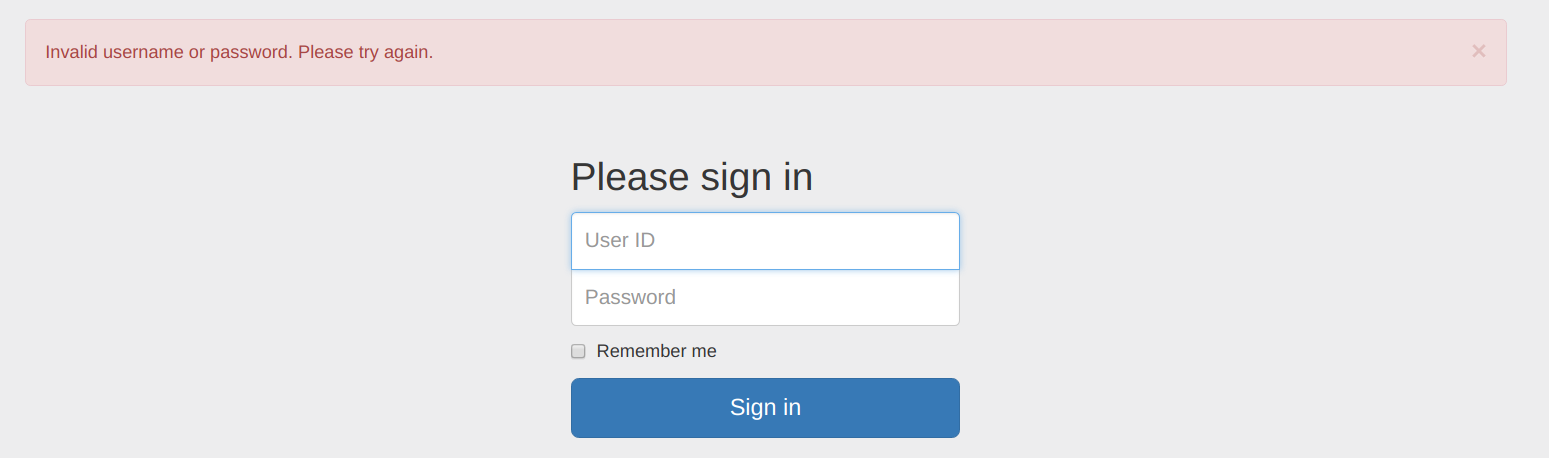 Invalid username or password. Please try again.
×
Please sign in
User ID
Password
Remember me
Sign in